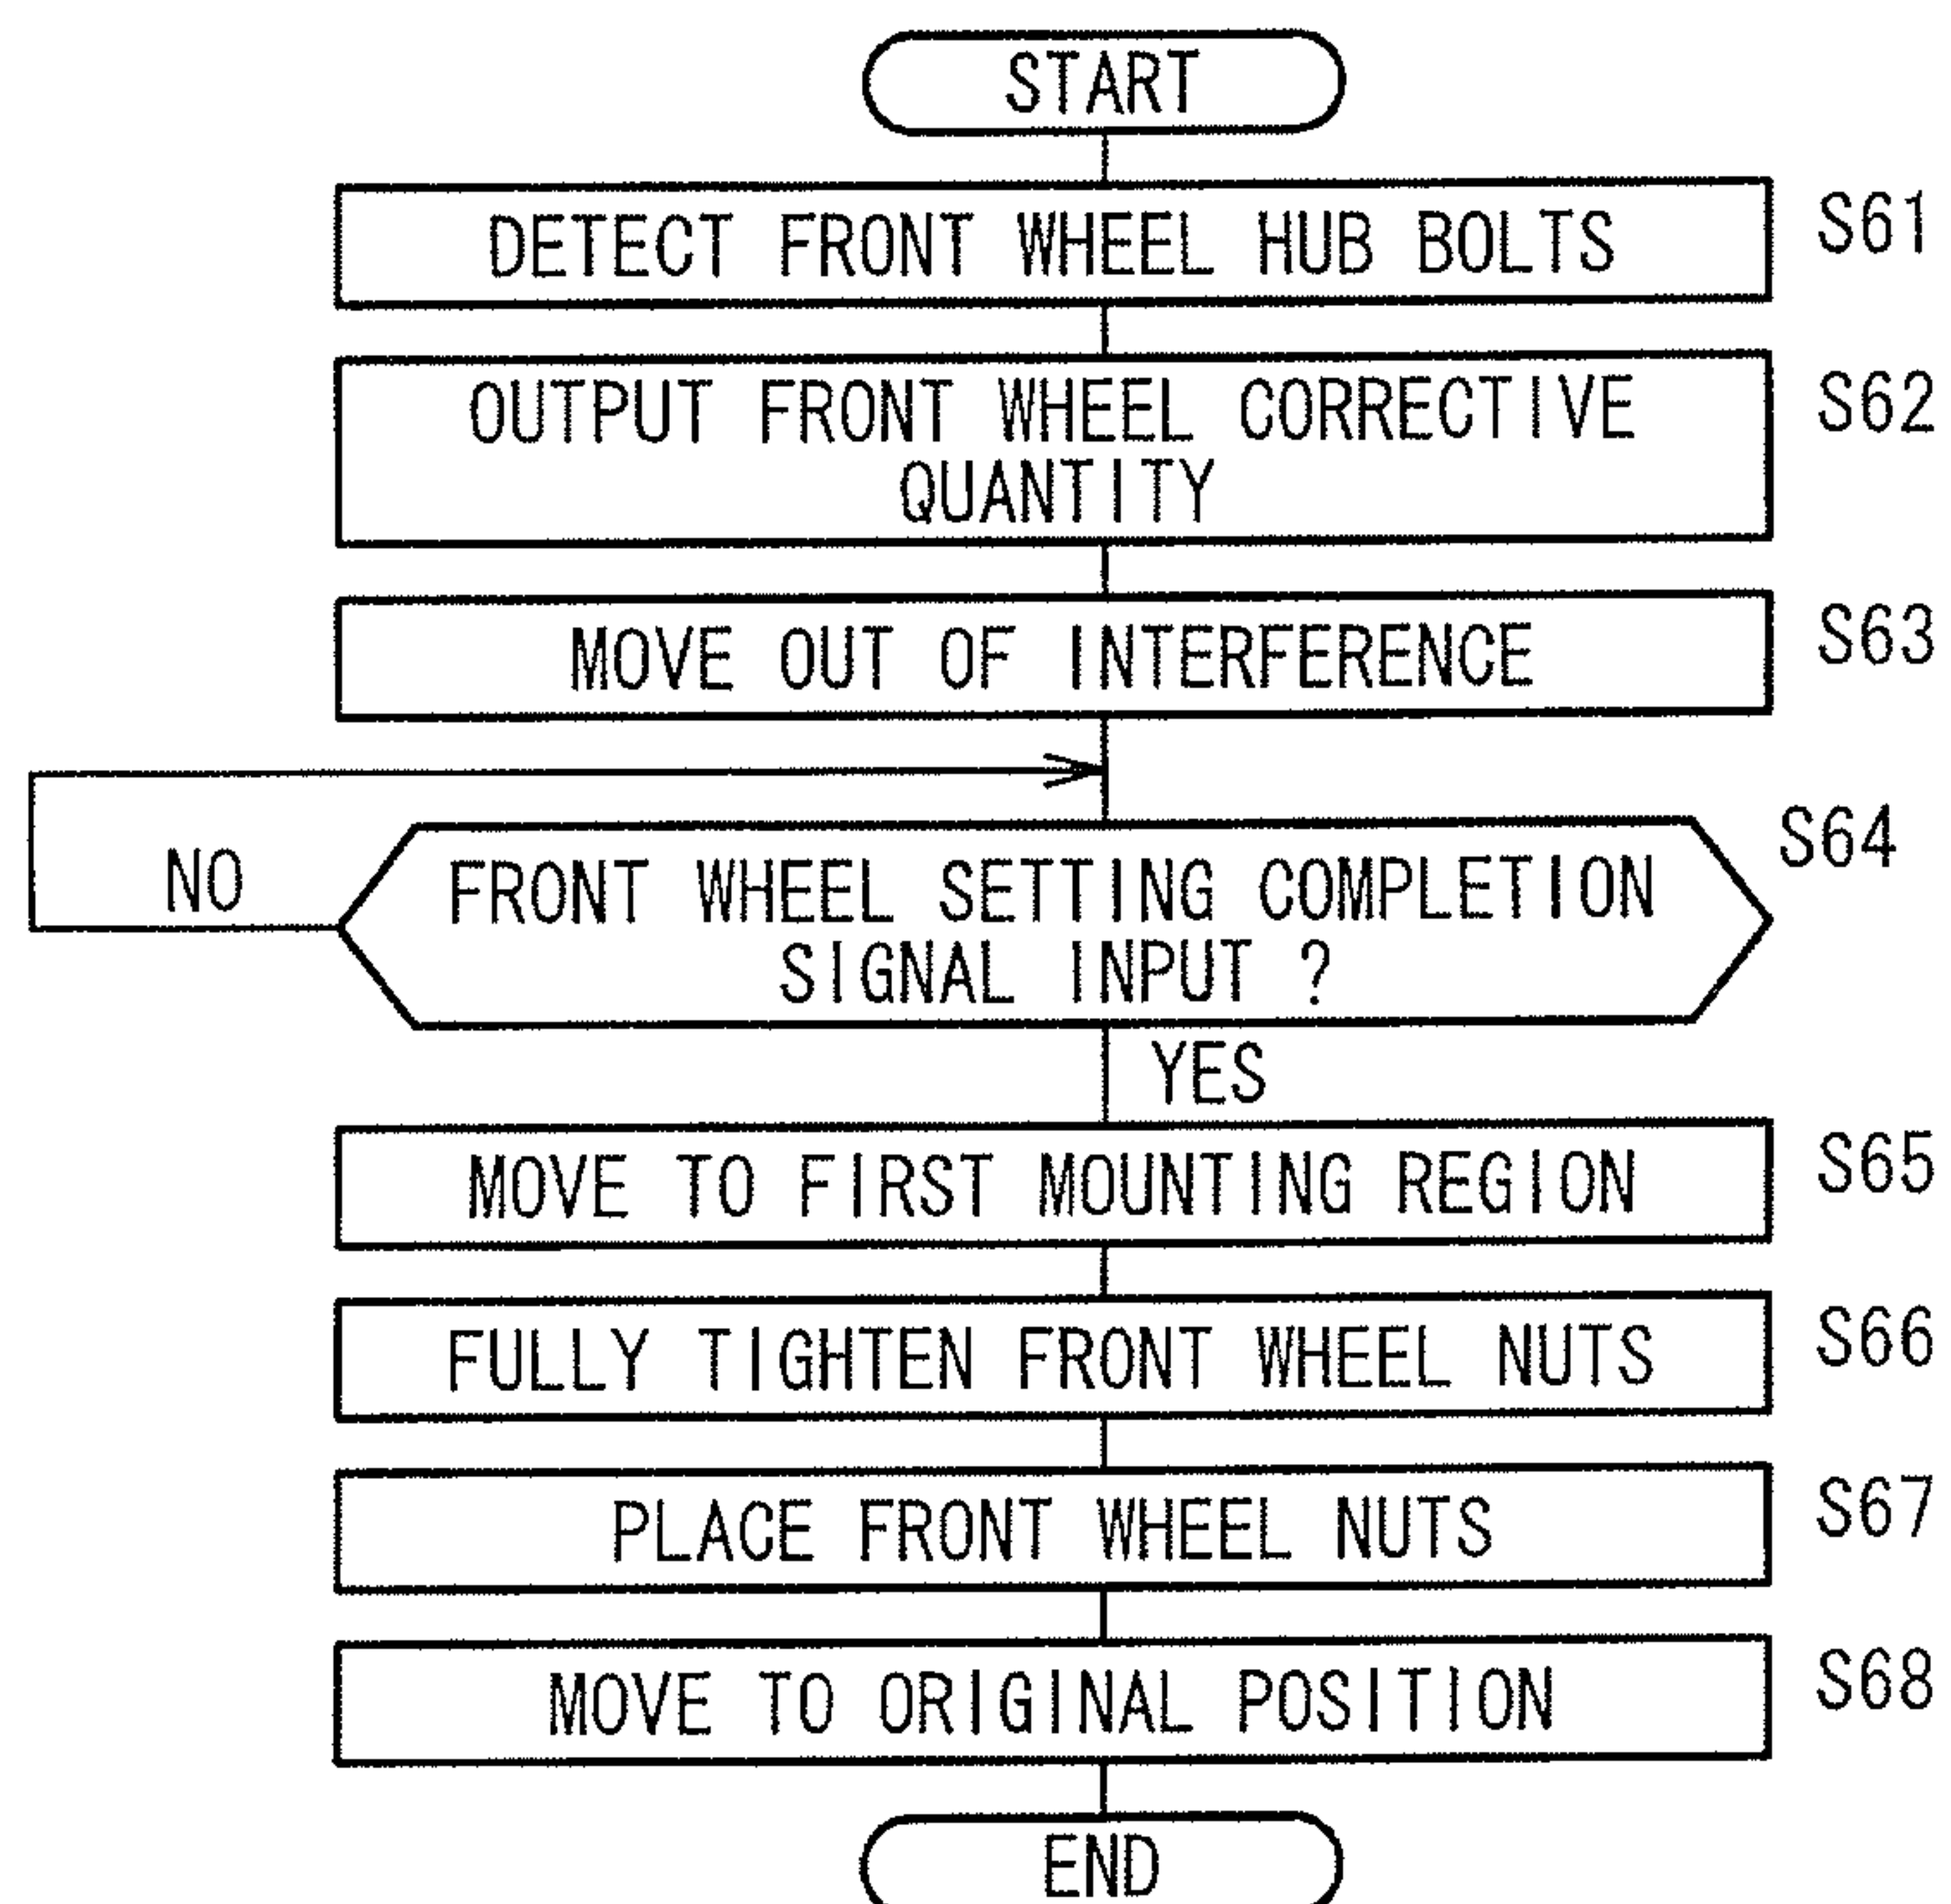 START
DETECT FRONT WHEEL HUB BOLTS S61
OUTPUT FRONT WHEEL CORRECTIVE S62
QUANTITY
MOVE OUT OF INTERFERENCE S63
S64
NO FRONT WHEEL SETTING COMPLETION
SIGNAL INPUT ?
YES
MOVE TO FIRST MOUNTING REGION S65
FULLY TIGHTEN FRONT WHEEL NUTS S66
PLACE FRONT WHEEL NUTS S67
MOVE TO ORIGINAL POSITION S68
END